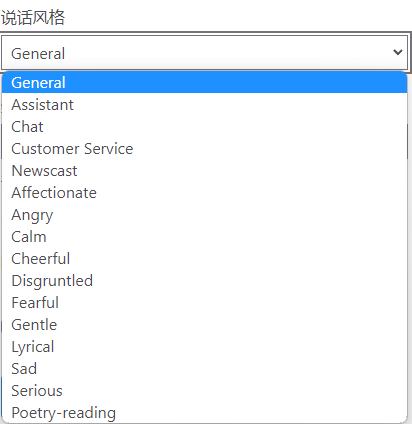 说话风格
General
General
Assistant
Chat
Customer Service
Newscast
Affectionate
Angry
Calm
Cheerful
Disgruntled
Fearful
Gentle
Lyrical
Sad
Serious
Poetry-reading